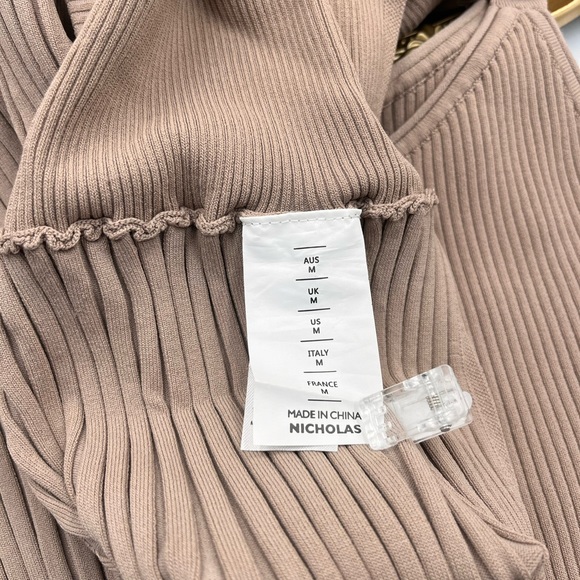 AUS
M
UK
M
US
M
ITALY
M
FRANCE
M
MADE IN CHINA
NICHOLAS